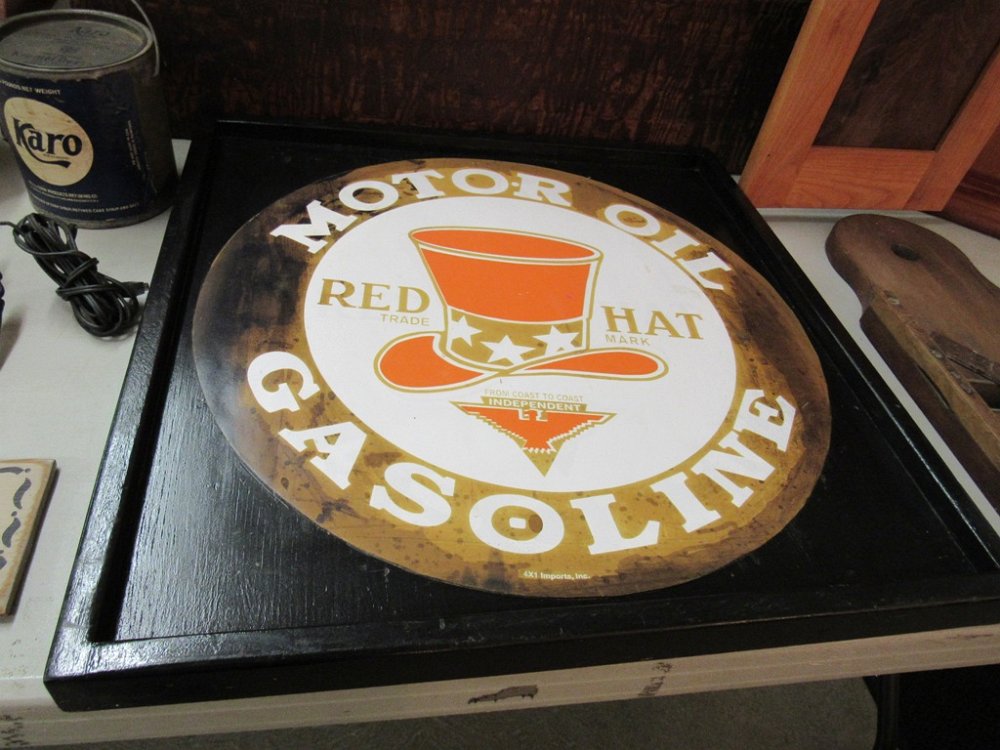 Karo
MOTOR OIL
RED HAT
TRADE MARK
FROM COAST TO COAST
INDEPENDENT
GASOLINE
4X1 Imports, Inc.